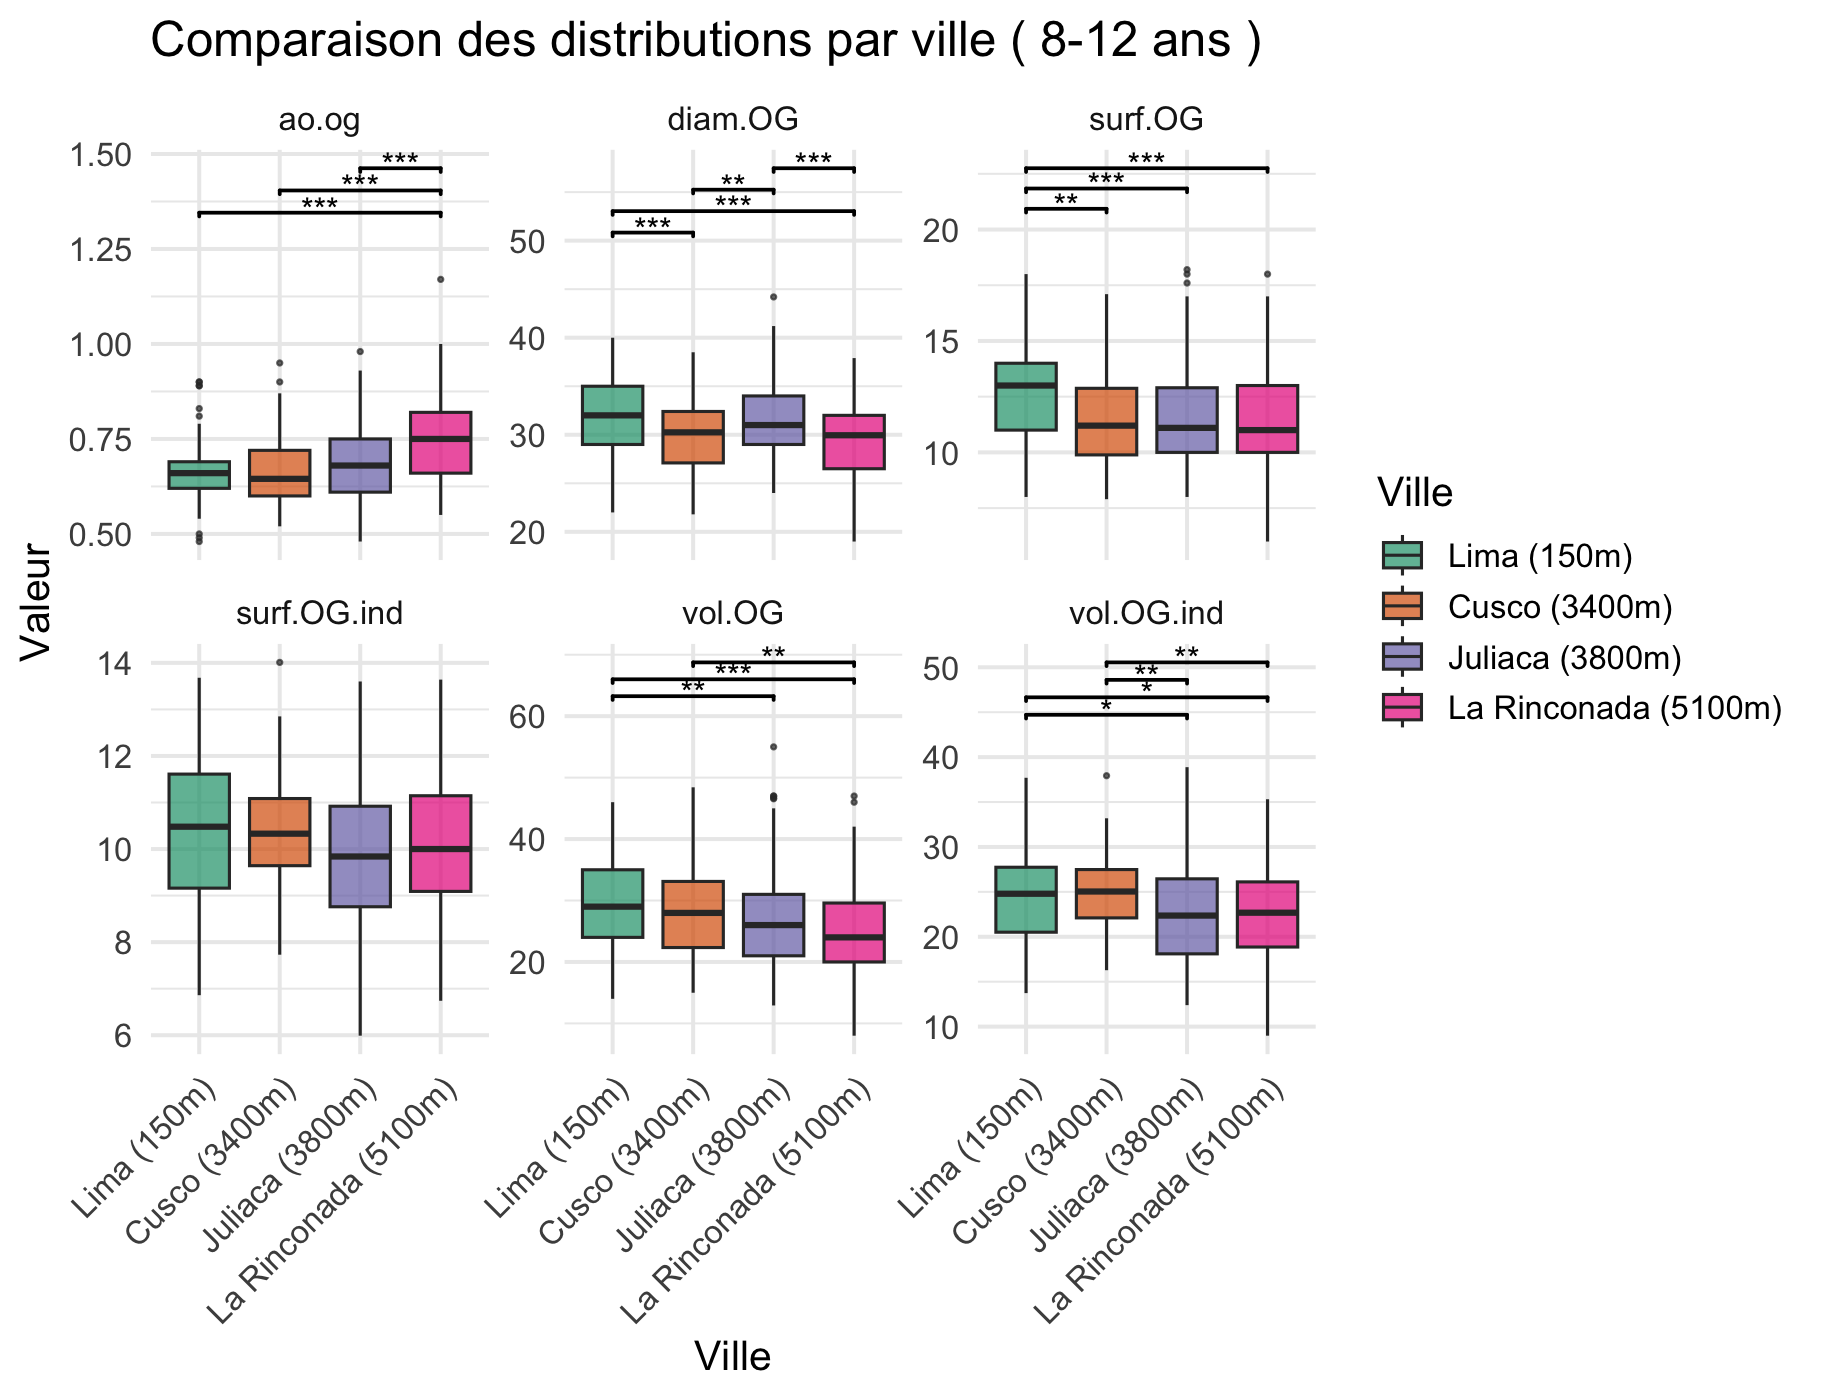 Comparaison des distributions par ville ( 8-12 ans )
ao.og
diam.OG
surf.OG
1.50
1.25
1.00
0.75
0.50
***
***
***
50
40
30
20
***
**
***
***
20
15
10
***
***
**
Valeur
surf.OG.ind
vol.OG
vol.OG.ind
14
12
10
8
6
60
40
20
**
***
**
50
40
30
20
10
**
**
*
*
Lima (150m)
Cusco (3400m)
Juliaca (3800m)
La Rinconada (5100m)
Lima (150m)
Cusco (3400m)
Juliaca (3800m)
La Rinconada (5100m)
Lima (150m)
Cusco (3400m)
Juliaca (3800m)
La Rinconada (5100m)
Ville
Ville
Lima (150m)
Cusco (3400m)
Juliaca (3800m)
La Rinconada (5100m)